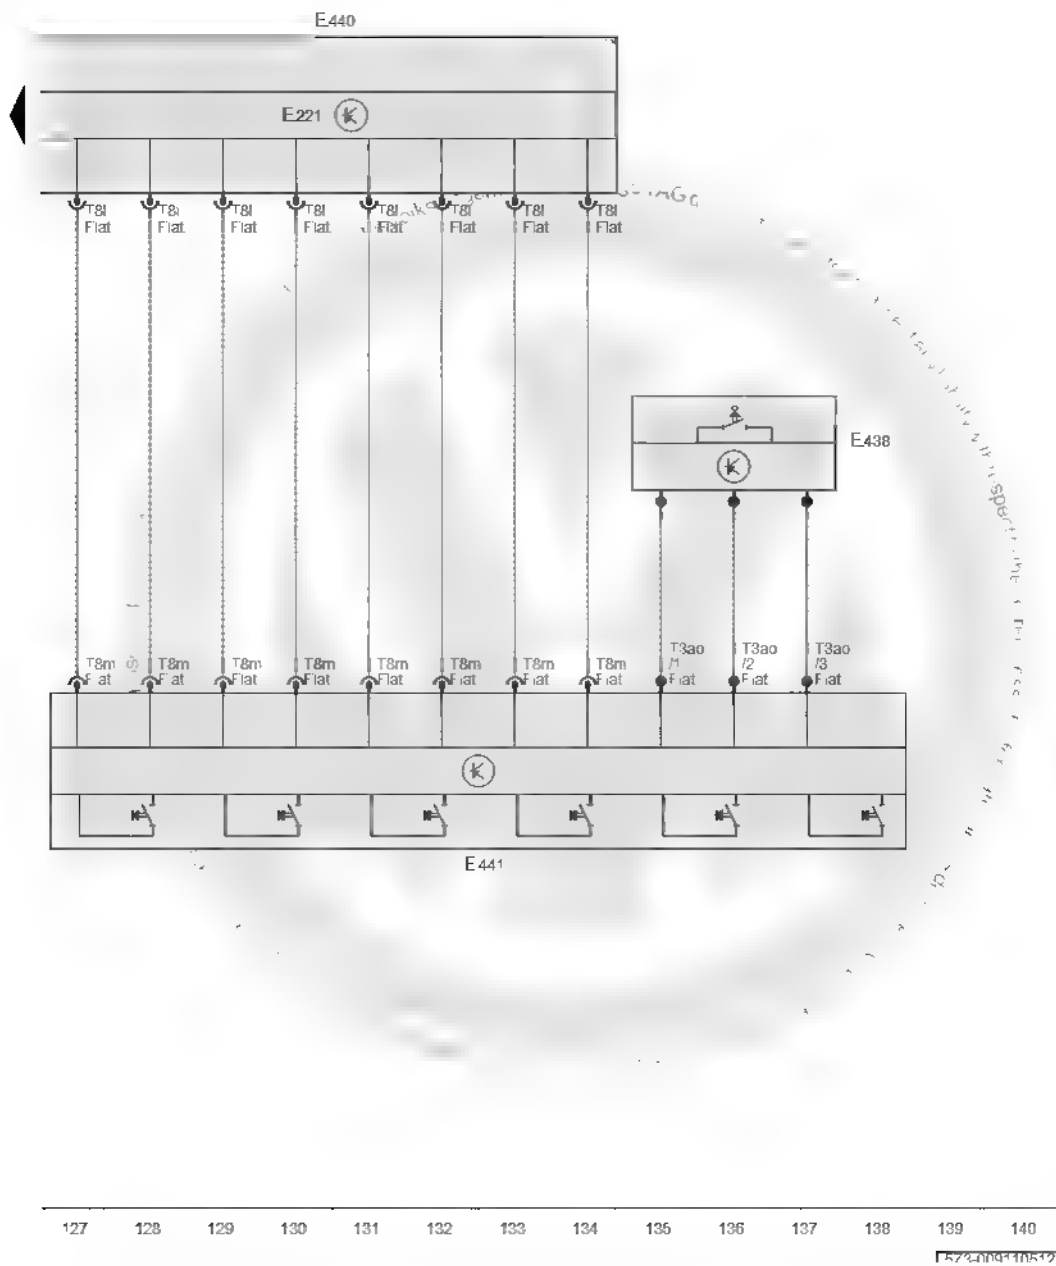 E440
E221
T8l T8l T8l T8l T8l T8l T8l T8l
Flat Flat Flat Flat Flat Flat Flat Flat
E438
T8m T8m T8m T8m T8m T8m T8m T8m T3ao T3ao T3ao
/1 /2 /3
Flat Flat Flat Flat Flat Flat Flat Flat Flat Flat Flat
E441
127 128 129 130 131 132 133 134 135 136 137 138 139 140